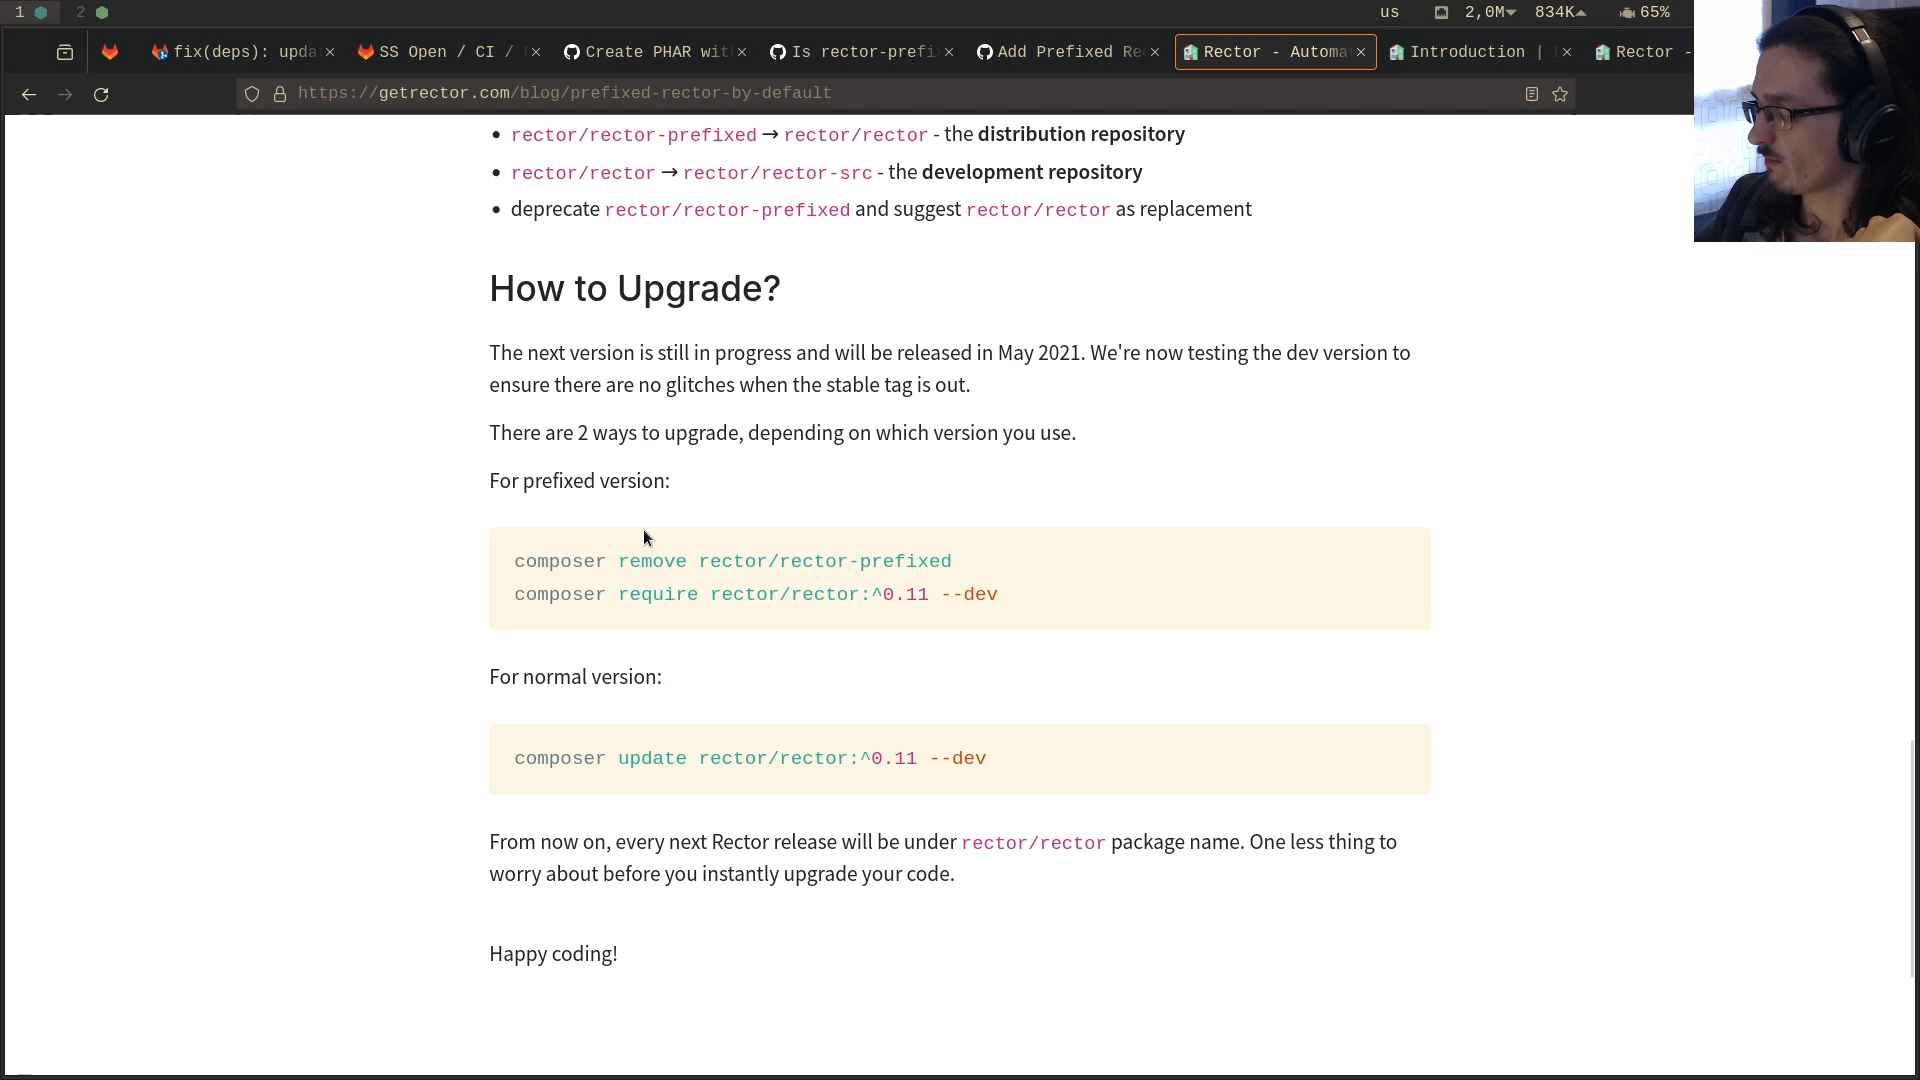 1 2 us 2,0M 834K 65%
fix(deps): upda SS Open / CI / Create PHAR wit Is rector-prefi Add Prefixed Re Rector - Automa Introduction | Rector -
https://getrector.com/blog/prefixed-rector-by-default
• rector/rector-prefixed → rector/rector - the distribution repository
• rector/rector → rector/rector-src - the development repository
• deprecate rector/rector-prefixed and suggest rector/rector as replacement
How to Upgrade?
The next version is still in progress and will be released in May 2021. We're now testing the dev version to
ensure there are no glitches when the stable tag is out.
There are 2 ways to upgrade, depending on which version you use.
For prefixed version:
composer remove rector/rector-prefixed
composer require rector/rector:^0.11 --dev
For normal version:
composer update rector/rector:^0.11 --dev
From now on, every next Rector release will be under rector/rector package name. One less thing to
worry about before you instantly upgrade your code.
Happy coding!